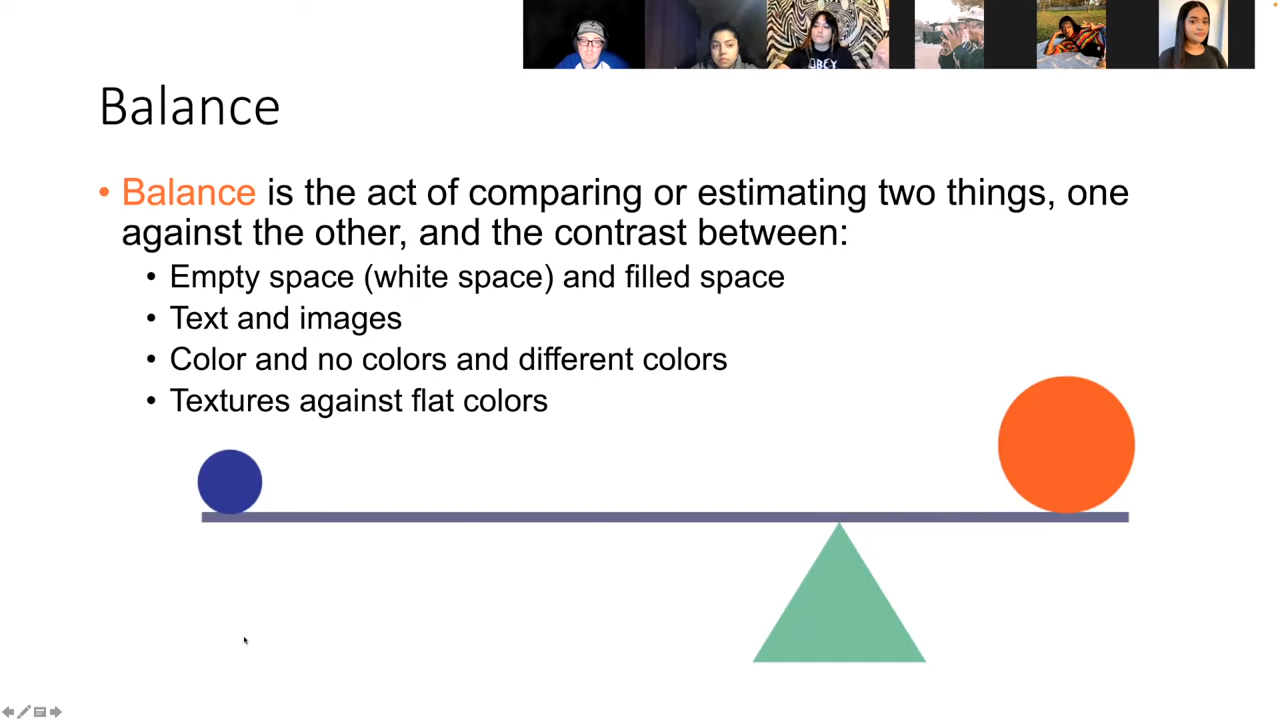 OBEY
Balance
• Balance is the act of comparing or estimating two things, one
against the other, and the contrast between:
• Empty space (white space) and filled space
• Text and images
• Color and no colors and different colors
• Textures against flat colors